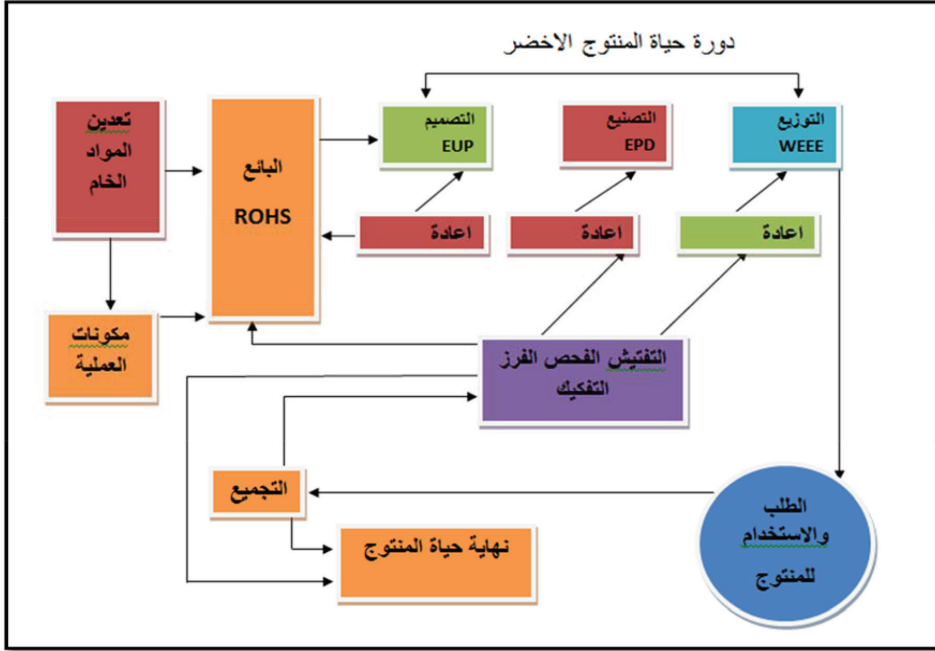 دورة حياة المنتوج الاخضر
تعدين
المواد
الخام
البائع
ROHS
التصميم
EUP
التصنيع
EPD
التوزيع
WEEE
اعادة
اعادة
اعادة
مكونات
العملية
التفتيش الفحص الفرز
التفكيك
التجميع
نهاية حياة المنتوج
الطلب
والاستخدام
للمنتوج